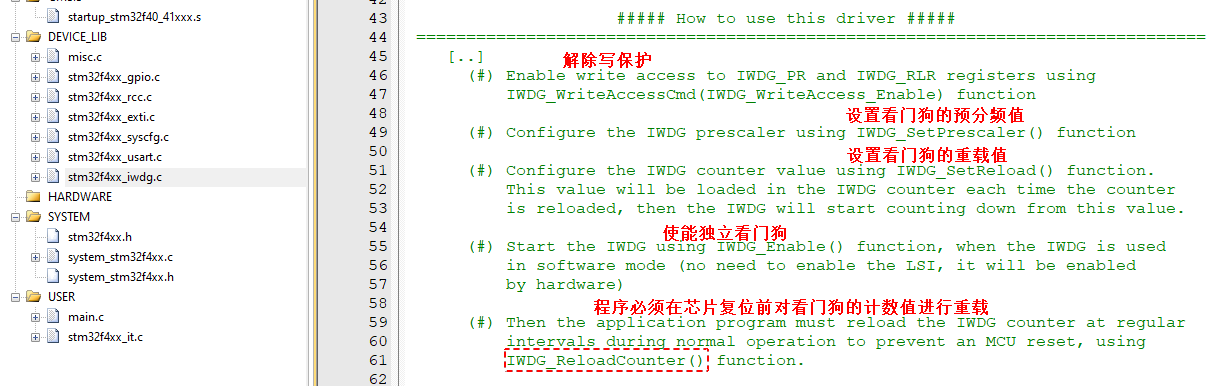 startup_stm32f40_41xxx.s
DEVICE_LIB
misc.c
stm32f4xx_gpio.c
stm32f4xx_rcc.c
stm32f4xx_exti.c
stm32f4xx_syscfg.c
stm32f4xx_usart.c
stm32f4xx_iwdg.c
HARDWARE
SYSTEM
stm32f4xx.h
system_stm32f4xx.c
system_stm32f4xx.h
USER
main.c
stm32f4xx_it.c
43 ##### How to use this driver #####
44 ===============================================================================
45 [..]
解除写保护
46 (#) Enable write access to IWDG_PR and IWDG_RLR registers using
47 IWDG_WriteAccessCmd(IWDG_WriteAccess_Enable) function
48
设置看门狗的预分频值
49 (#) Configure the IWDG prescaler using IWDG_SetPrescaler() function
50
设置看门狗的重载值
51 (#) Configure the IWDG counter value using IWDG_SetReload() function.
52 This value will be loaded in the IWDG counter each time the counter
53 is reloaded, then the IWDG will start counting down from this value.
54
使能独立看门狗
55 (#) Start the IWDG using IWDG_Enable() function, when the IWDG is used
56 in software mode (no need to enable the LSI, it will be enabled
57 by hardware)
58
程序必须在芯片复位前对看门狗的计数值进行重载
59 (#) Then the application program must reload the IWDG counter at regular
60 intervals during normal operation to prevent an MCU reset, using
61 IWDG_ReloadCounter() function.
62